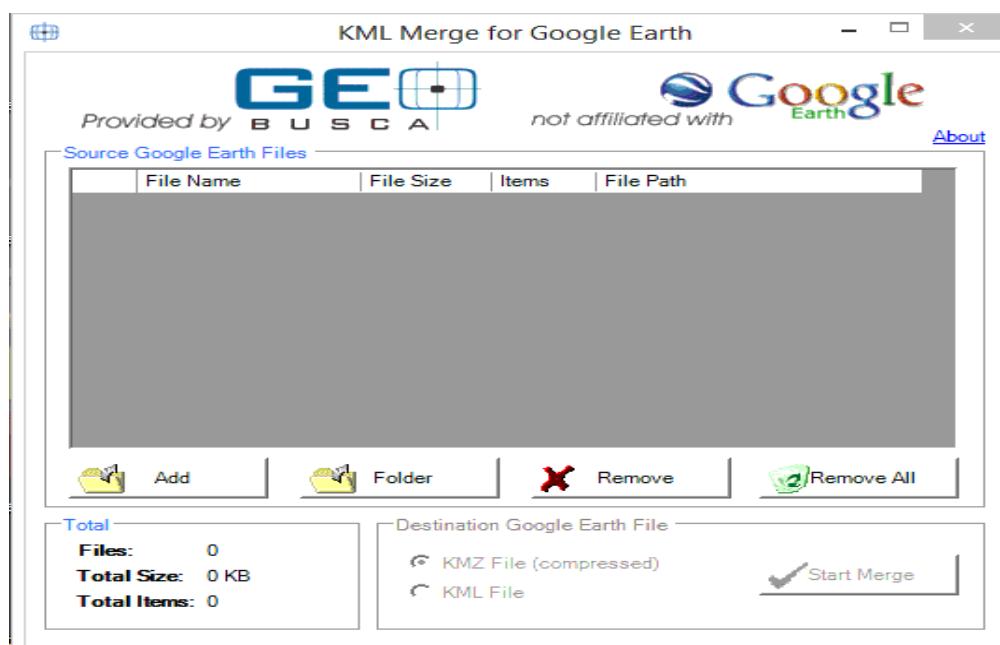 KML Merge for Google Earth
GEO
Provided by BUSCA not affiliated with Google Earth
About
Source Google Earth Files
File Name File Size Items File Path
Add Folder Remove Remove All
Total
Files: 0
Total Size: 0 KB
Total Items: 0
Destination Google Earth File
KMZ File (compressed)
KML File
Start Merge